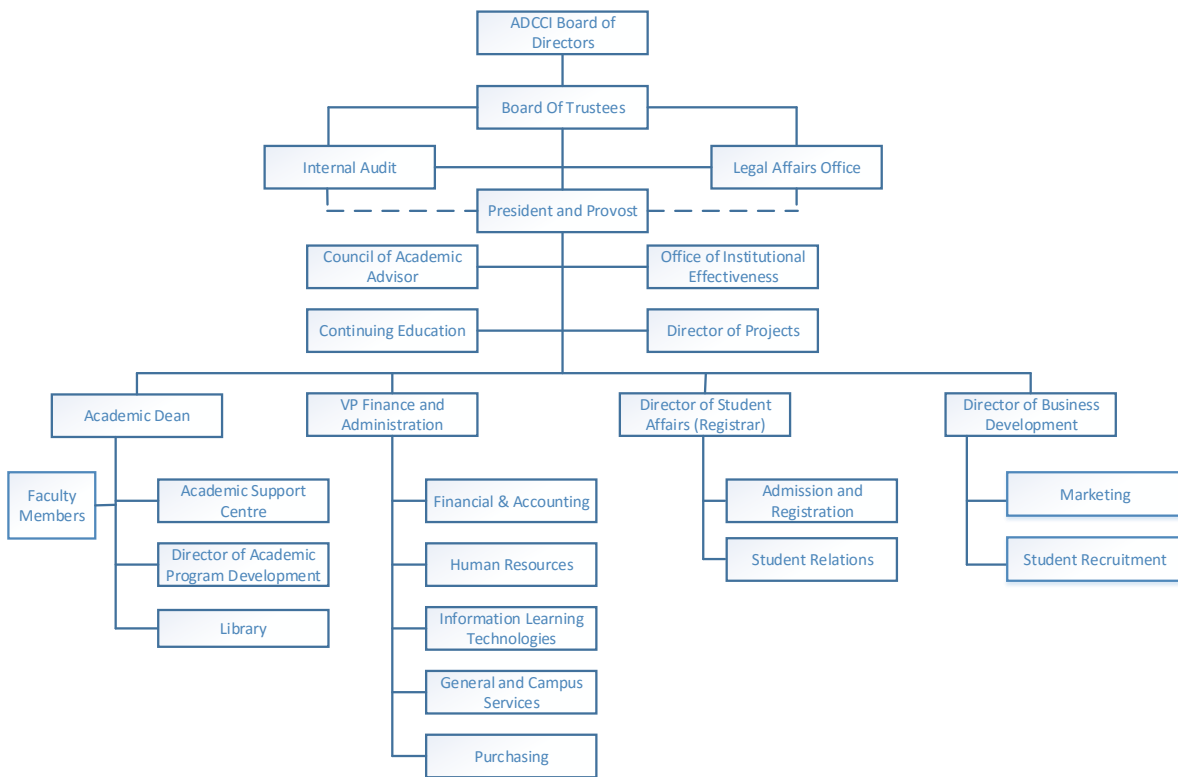 ADCCI Board of
Directors
Board Of Trustees
Internal Audit
Legal Affairs Office
President and Provost
Council of Academic
Advisor
Office of Institutional
Effectiveness
Continuing Education
Director of Projects
Academic Dean
VP Finance and
Administration
Director of Student
Affairs (Registrar)
Director of Business
Development
Faculty
Members
Academic Support
Centre
Director of Academic
Program Development
Library
Financial & Accounting
Human Resources
Information Learning
Technologies
General and Campus
Services
Purchasing
Admission and
Registration
Student Relations
Marketing
Student Recruitment